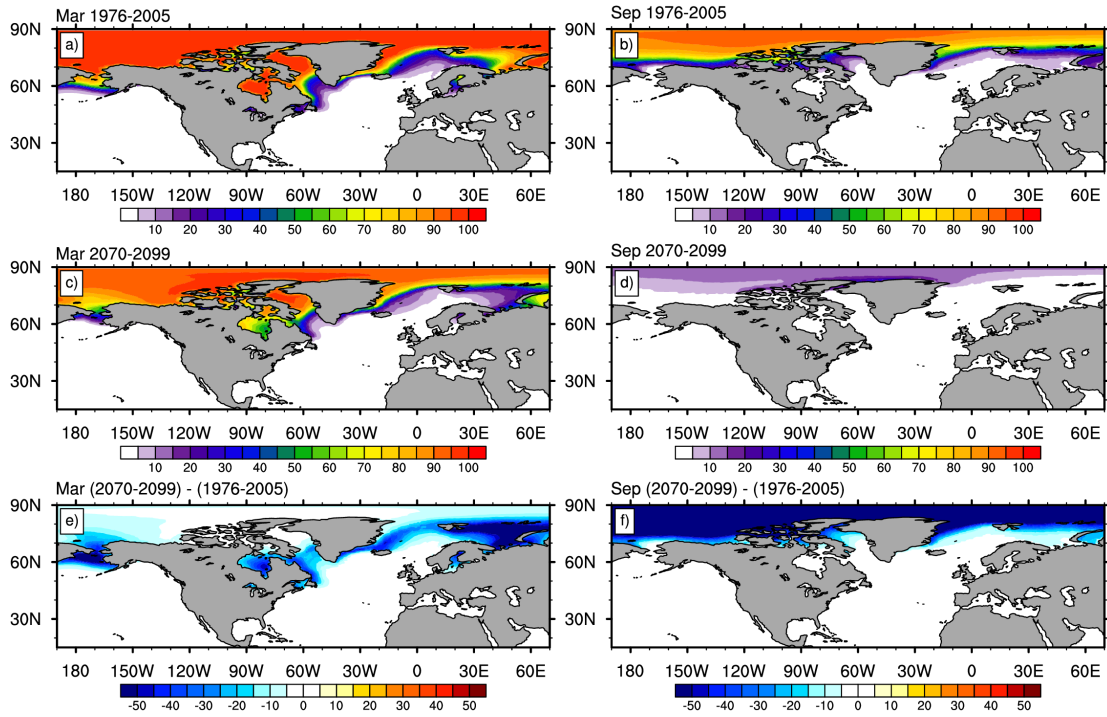 Mar 1976-2005
Sep 1976-2005
90N
a)
60N
30N
180 150W 120W 90W 60W 30W 0 30E 60E
10 20 30 40 50 60 70 80 90 100
90N
b)
60N
30N
180 150W 120W 90W 60W 30W 0 30E 60E
10 20 30 40 50 60 70 80 90 100
Mar 2070-2099
Sep 2070-2099
90N
c)
60N
30N
180 150W 120W 90W 60W 30W 0 30E 60E
10 20 30 40 50 60 70 80 90 100
90N
d)
60N
30N
180 150W 120W 90W 60W 30W 0 30E 60E
10 20 30 40 50 60 70 80 90 100
Mar (2070-2099) - (1976-2005)
Sep (2070-2099) - (1976-2005)
90N
e)
60N
30N
180 150W 120W 90W 60W 30W 0 30E 60E
-50 -40 -30 -20 -10 0 10 20 30 40 50
90N
f)
60N
30N
180 150W 120W 90W 60W 30W 0 30E 60E
-50 -40 -30 -20 -10 0 10 20 30 40 50